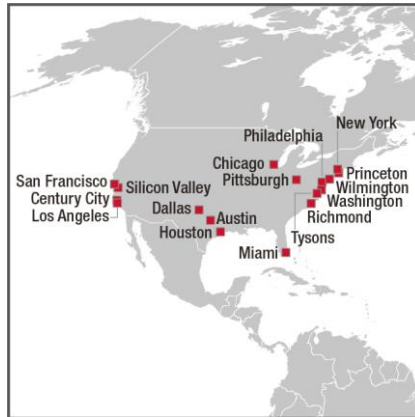 New York
Philadelphia
Chicago
Princeton
Pittsburgh
Wilmington
San Francisco
Silicon Valley
Washington
Century City
Dallas
Los Angeles
Austin
Richmond
Houston
Tysons
Miami